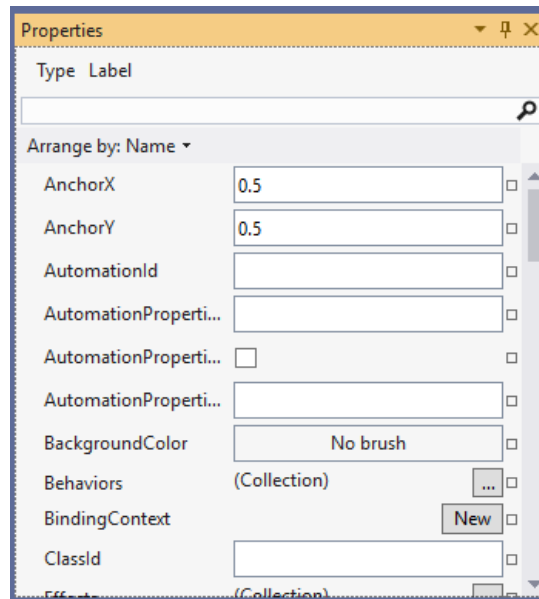 Properties
Type Label
Arrange by: Name
AnchorX 0.5
AnchorY 0.5
AutomationId
AutomationProperti...
AutomationProperti...
AutomationProperti...
BackgroundColor No brush
Behaviors (Collection) ...
BindingContext New
ClassId
Effects (Collection)